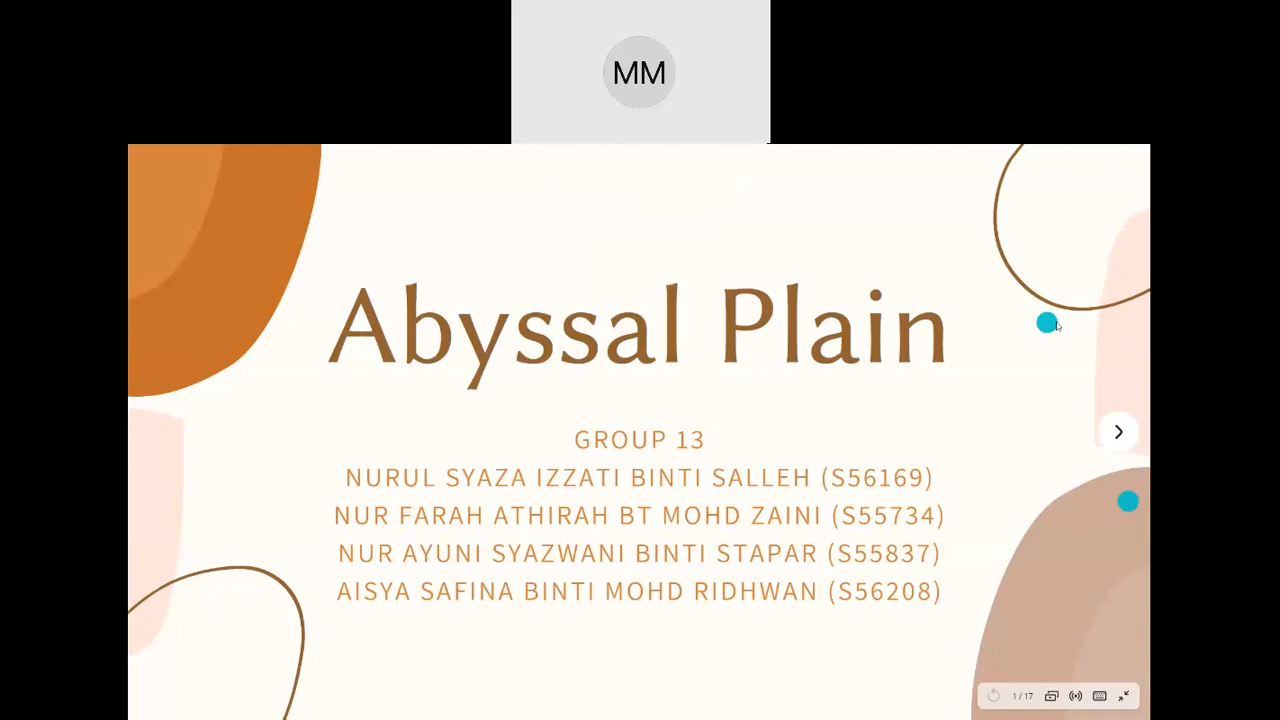 MM
Abyssal Plain
GROUP 13
NURUL SYAZA IZZATI BINTI SALLEH (S56169)
NUR FARAH ATHIRAH BT MOHD ZAINI (S55734)
NUR AYUNI SYAZWANI BINTI STAPAR (S55837)
AISYA SAFINA BINTI MOHD RIDHWAN (S56208)
1 / 17